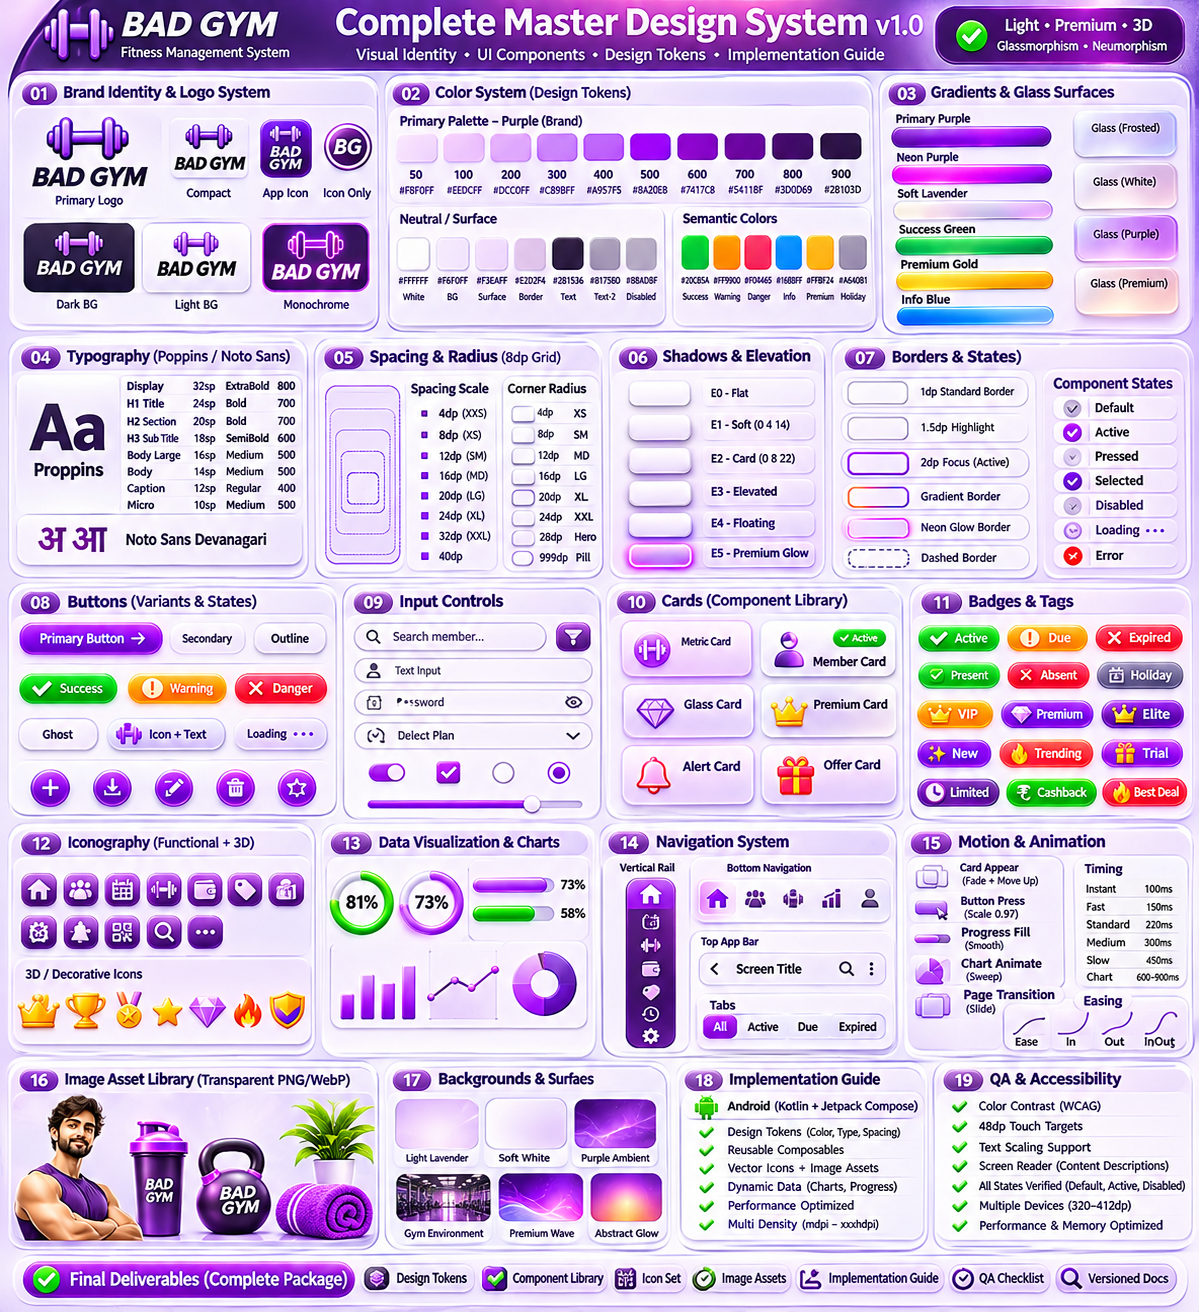 BAD GYM
Fitness Management System
Complete Master Design System v1.0
Visual Identity • UI Components • Design Tokens • Implementation Guide
Light • Premium • 3D
Glassmorphism • Neumorphism
01 Brand Identity & Logo System
BAD GYM
Primary Logo
BAD GYM
Compact
BAD
GYM
App Icon
BG
Icon Only
BAD GYM
Dark BG
BAD GYM
Light BG
BAD GYM
Monochrome
02 Color System (Design Tokens)
Primary Palette – Purple (Brand)
50 100 200 300 400 500 600 700 800 900
#FBF0FF #EEDCFF #DCC0FF #C89BFF #A957F5 #8A20EB #7417C8 #54118F #3D0D69 #28103D
Neutral / Surface
#FFFFFF #F6F0FF #F3EAFF #E2D2F4 #281536 #817560 #B8ADBF
White BG Surface Border Text Text-2 Disabled
Semantic Colors
#20CB5A #FF9900 #F04465 #168BFF #FFBF24 #A64081
Success Warning Danger Info Premium Holiday
03 Gradients & Glass Surfaces
Primary Purple
Neon Purple
Soft Lavender
Success Green
Premium Gold
Info Blue
Glass (Frosted)
Glass (White)
Glass (Purple)
Glass (Premium)
04 Typography (Poppins / Noto Sans)
Aa
Proppins
Display 32sp ExtraBold 800
H1 Title 24sp Bold 700
H2 Section 20sp Bold 700
H3 Sub Title 18sp SemiBold 600
Body Large 16sp Medium 500
Body 14sp Medium 500
Caption 12sp Regular 400
Micro 10sp Medium 500
अ आ Noto Sans Devanagari
05 Spacing & Radius (8dp Grid)
Spacing Scale
4dp (XXS)
8dp (XS)
12dp (SM)
16dp (MD)
20dp (LG)
24dp (XL)
32dp (XXL)
40dp
Corner Radius
4dp XS
8dp SM
12dp MD
16dp LG
20dp XL
24dp XXL
28dp Hero
999dp Pill
06 Shadows & Elevation
E0 - Flat
E1 - Soft (0 4 14)
E2 - Card (0 8 22)
E3 - Elevated
E4 - Floating
E5 - Premium Glow
07 Borders & States)
1dp Standard Border
1.5dp Highlight
2dp Focus (Active)
Gradient Border
Neon Glow Border
Dashed Border
Component States
Default
Active
Pressed
Selected
Disabled
Loading •••
Error
08 Buttons (Variants & States)
Primary Button →
Secondary
Outline
Success
Warning
Danger
Ghost
Icon + Text
Loading •••
09 Input Controls
Search member...
Text Input
Delect Plan
10 Cards (Component Library)
Metric Card
Active
Member Card
Glass Card
Premium Card
Alert Card
Offer Card
11 Badges & Tags
Active Due Expired
Present Absent Holiday
VIP Premium Elite
New Trending Trial
Limited Cashback Best Deal
12 Iconography (Functional + 3D)
3D / Decorative Icons
13 Data Visualization & Charts
81%
73%
73%
58%
14 Navigation System
Vertical Rail
Bottom Navigation
Top App Bar
Screen Title
Tabs
All Active Due Expired
15 Motion & Animation
Card Appear
(Fade + Move Up)
Button Press
(Scale 0.97)
Progress Fill
(Smooth)
Chart Animate
(Sweep)
Page Transition
(Slide)
Timing
Instant 100ms
Fast 150ms
Standard 220ms
Medium 300ms
Slow 450ms
Chart 600-900ms
Easing
Ease In Out InOut
16 Image Asset Library (Transparent PNG/WebP)
BAD
GYM
BAD
GYM
17 Backgrounds & Surfaes
Light Lavender
Soft White
Purple Ambient
Gym Environment
Premium Wave
Abstract Glow
18 Implementation Guide
Android (Kotlin + Jetpack Compose)
Design Tokens (Color, Type, Spacing)
Reusable Composables
Vector Icons + Image Assets
Dynamic Data (Charts, Progress)
Performance Optimized
Multi Density (mdpi – xxxhdpi)
19 QA & Accessibility
Color Contrast (WCAG)
48dp Touch Targets
Text Scaling Support
Screen Reader (Content Descriptions)
All States Verified (Default, Active, Disabled)
Multiple Devices (320–412dp)
Performance & Memory Optimized
Final Deliverables (Complete Package)
Design Tokens
Component Library
Icon Set
Image Assets
Implementation Guide
QA Checklist
Versioned Docs